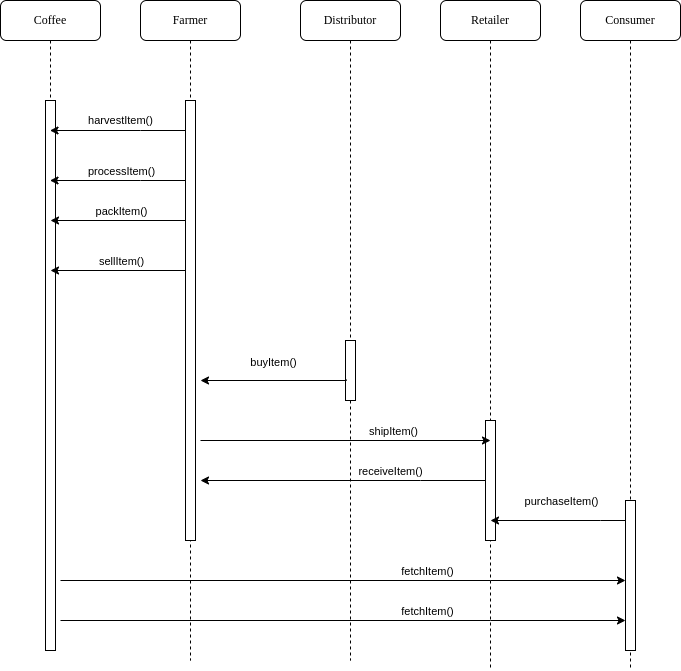 Coffee
Farmer
Distributor
Retailer
Consumer
harvestItem()
processItem()
packItem()
sellItem()
buyItem()
shipItem()
receiveItem()
purchaseItem()
fetchItem()
fetchItem()